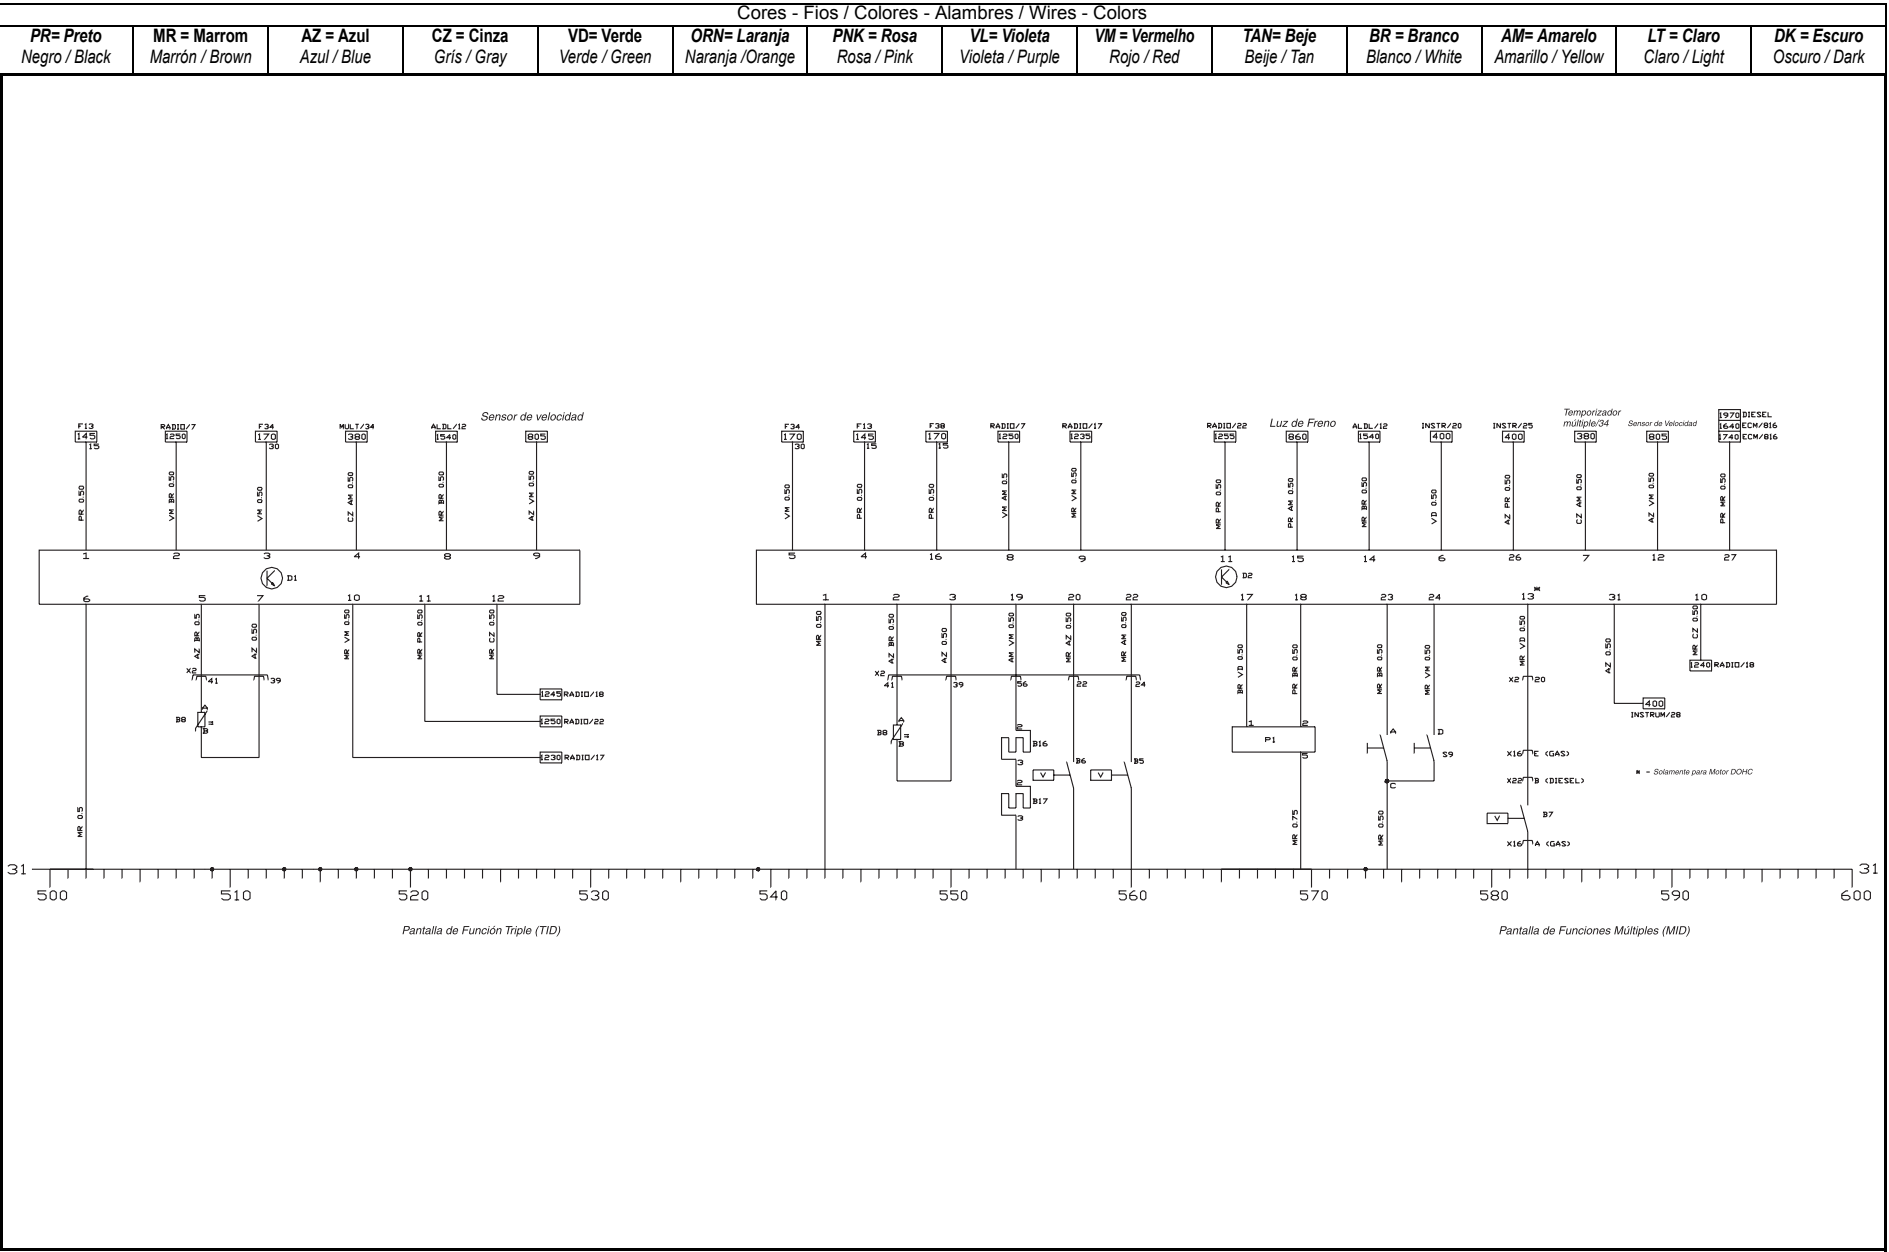 Cores - Fios / Colores - Alambres / Wires - Colors
PR= Preto MR = Marrom AZ = Azul CZ = Cinza VD= Verde ORN= Laranja PNK = Rosa VL= Violeta VM = Vermelho TAN= Beje BR = Branco AM= Amarelo LT = Claro DK = Escuro
Negro / Black Marrón / Brown Azul / Blue Gris / Gray Verde / Green Naranja /Orange Rosa / Pink Violeta / Purple Rojo / Red Beije / Tan Blanco / White Amarillo / Yellow Claro / Light Oscuro / Dark
Sensor de velocidad
F13 RADIO/7 F34 MULT/34 ALDL/12
145 1250 170 380 1540 805
15 30
PR 0.50 VM BR 0.50 VM 0.50 CZ AM 0.50 MR BR 0.50 AZ VM 0.50
1 2 3 4 8 9
D1
6 5 7 10 11 12
AZ BR 0.5 AZ 0.50 MR VM 0.50 MR PR 0.50 MR CZ 0.50
X2 41 39
A
B8
B
1245 RADIO/18
1250 RADIO/22
1230 RADIO/17
MR 0.5
1970 DIESEL
Luz de Freno
Temporizador
múltiple/34
Sensor de Velocidad
1640 ECM/816
F34 F13 F38 RADIO/7 RADIO/17 RADIO/22 ALDL/12 INSTR/20 INSTR/25
170 145 170 1250 1235 1255 860 1540 400 400 380 805 1740 ECM/816
30 15 15
VM 0.50 PR 0.50 PR 0.50 VM AM 0.5 MR VM 0.50 MR PR 0.50 PR AM 0.50 MR BR 0.50 VD 0.50 AZ PR 0.50 CZ AM 0.50 AZ VM 0.50 PR MR 0.50
5 4 16 8 9 11 15 14 6 26 7 12 27
D2
1 2 3 19 20 22 17 18 23 24 13* 31 10
MR 0.50 AZ BR 0.50 AZ 0.50 AM VM 0.50 MR AZ 0.50 MR AM 0.50 BR VD 0.50 PR BR 0.50 MR BR 0.50 MR VM 0.50 MR VD 0.50 AZ 0.50 MR CZ 0.50
1240 RADIO/18
X2 41 39 56 22 24
X2 20
400
INSTRUM/28
A
B8
B
2
B16
3
2
B17
3
V B6
V B5
1 2
P1
5
MR 0.75
A D
S9
C
MR 0.50
X16 E (GAS)
X22 B (DIESEL)
V B7
X16 A (GAS)
* - Solamente para Motor DOHC
31 31
500 510 520 530 540 550 560 570 580 590 600
Pantalla de Función Triple (TID)
Pantalla de Funciones Múltiples (MID)